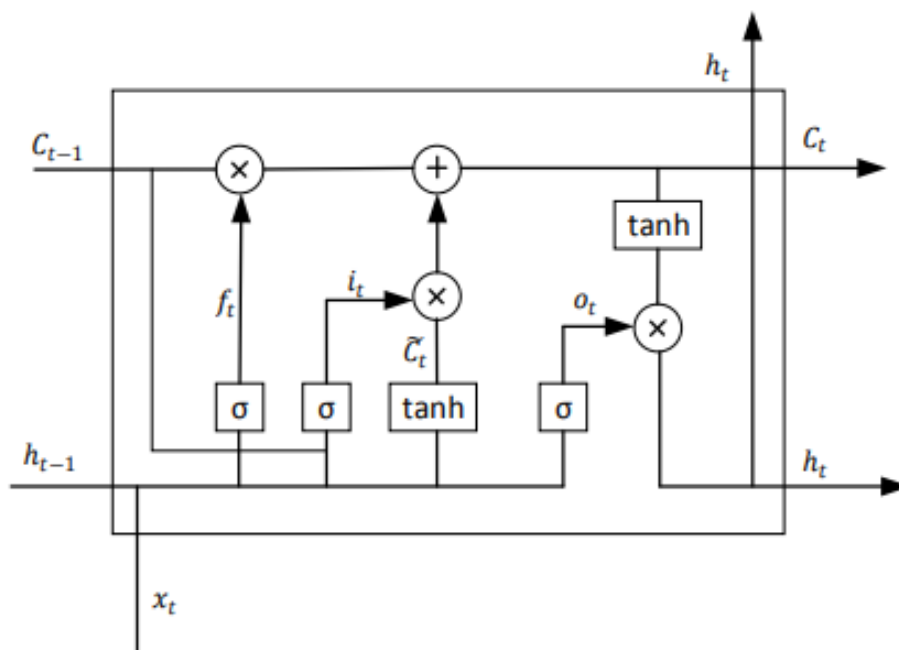 h_t
C_{t-1} × + C_t
tanh
f_t i_t × o_t ×
C̃_t
σ σ tanh σ
h_{t-1} h_t
x_t